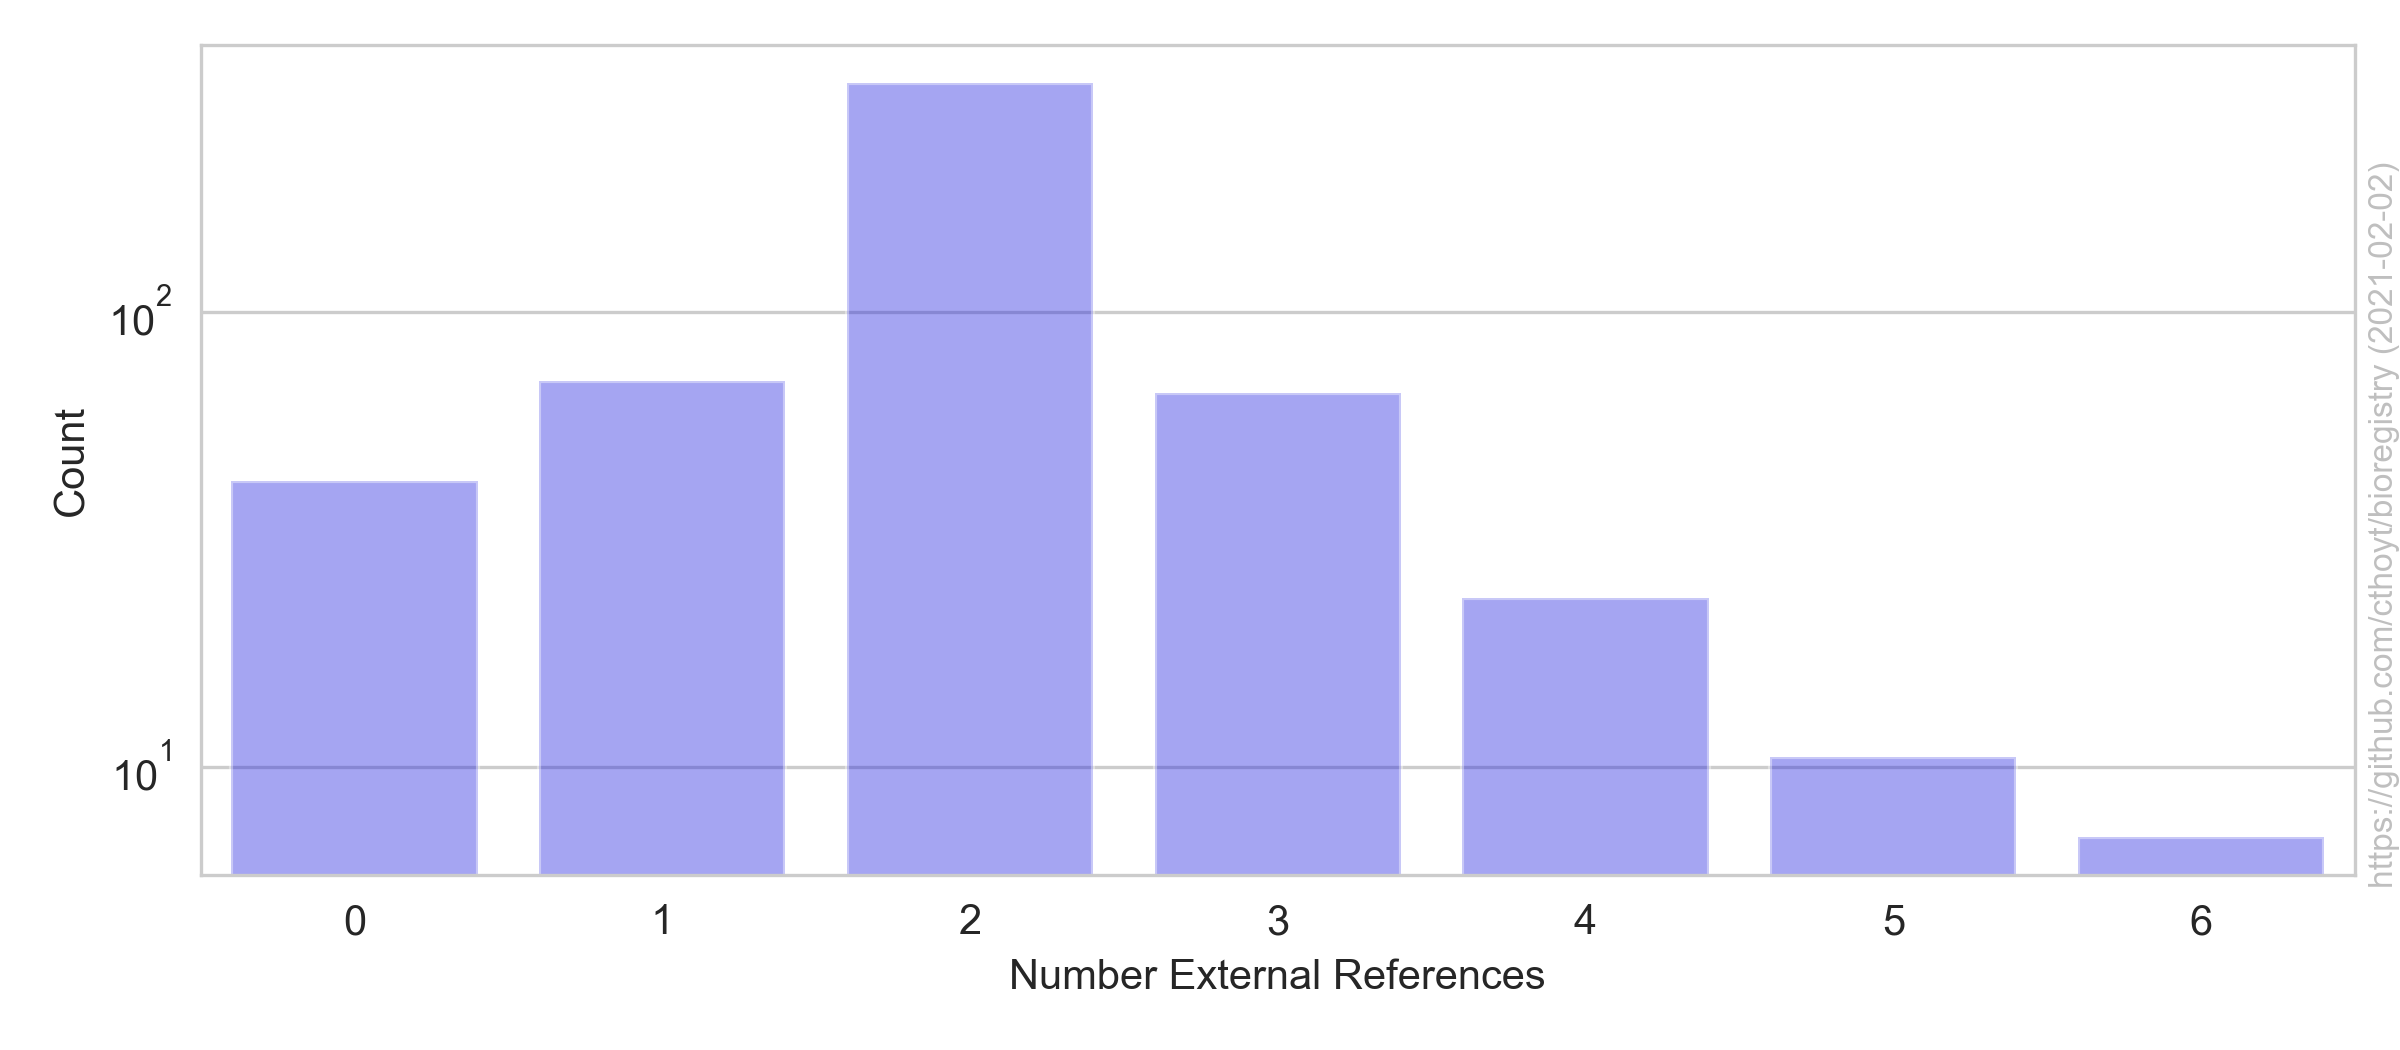 10²
10¹
Count
0 1 2 3 4 5 6
Number External References
https://github.com/cthoyt/bioregistry (2021-02-02)